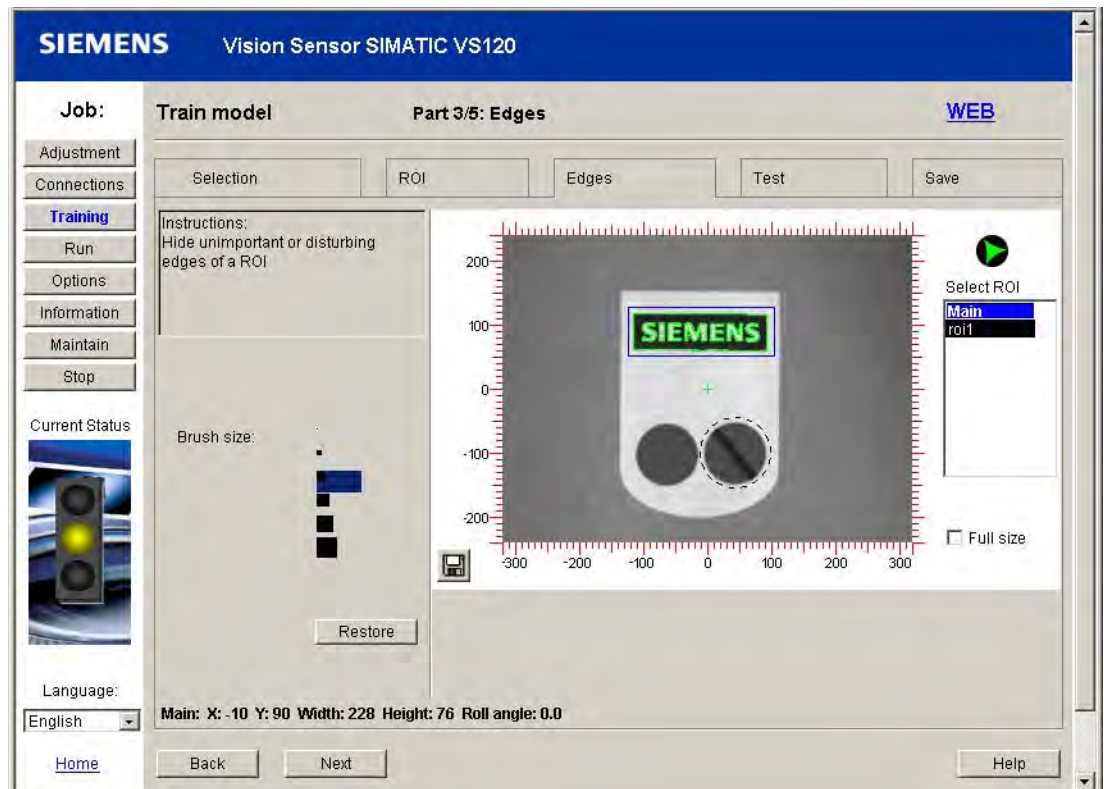 SIEMENS Vision Sensor SIMATIC VS120
Job:
Train model Part 3/5: Edges WEB
Adjustment
Connections
Training
Run
Options
Information
Maintain
Stop
Current Status
Language:
English
Home
Selection ROI Edges Test Save
Instructions:
Hide unimportant or disturbing
edges of a ROI
Brush size:
Restore
200
100
0
-100
-200
-300 -200 -100 0 100 200 300
SIEMENS
Select ROI
Main
roi1
Full size
Main: X: -10 Y: 90 Width: 228 Height: 76 Roll angle: 0.0
Back Next Help